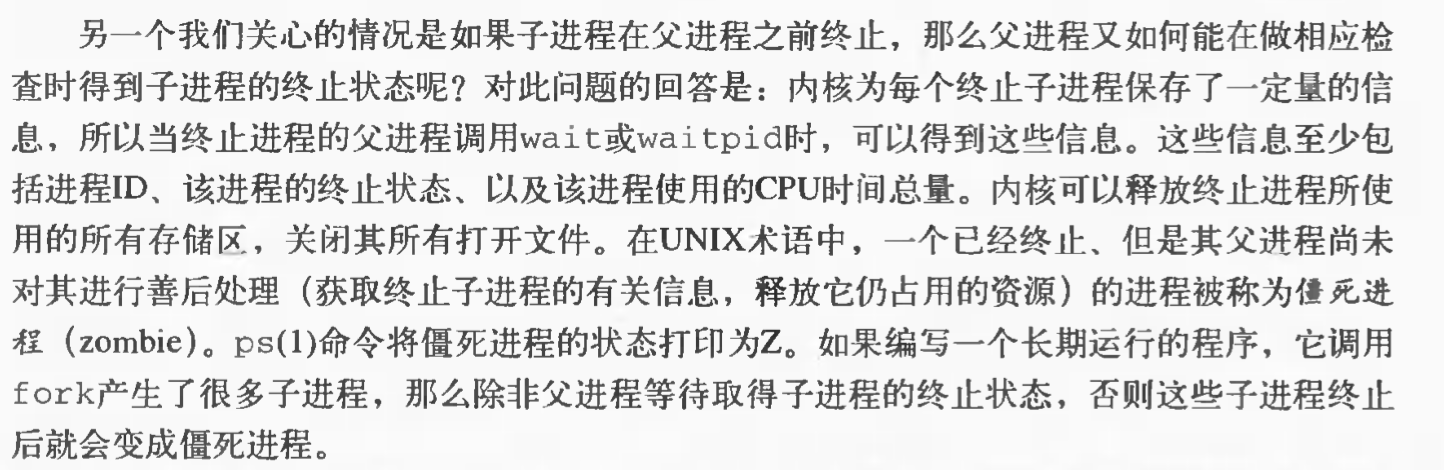 另一个我们关心的情况是如果子进程在父进程之前终止，那么父进程又如何能在做相应检
查时得到子进程的终止状态呢？对此问题的回答是：内核为每个终止子进程保存了一定量的信
息，所以当终止进程的父进程调用wait或waitpid时，可以得到这些信息。这些信息至少包
括进程ID、该进程的终止状态、以及该进程使用的CPU时间总量。内核可以释放终止进程所使
用的所有存储区，关闭其所有打开文件。在UNIX术语中，一个已经终止、但是其父进程尚未
对其进行善后处理（获取终止子进程的有关信息，释放它仍占用的资源）的进程被称为僵死进
程（zombie）。ps(1)命令将僵死进程的状态打印为Z。如果编写一个长期运行的程序，它调用
fork产生了很多子进程，那么除非父进程等待取得子进程的终止状态，否则这些子进程终止
后就会变成僵死进程。